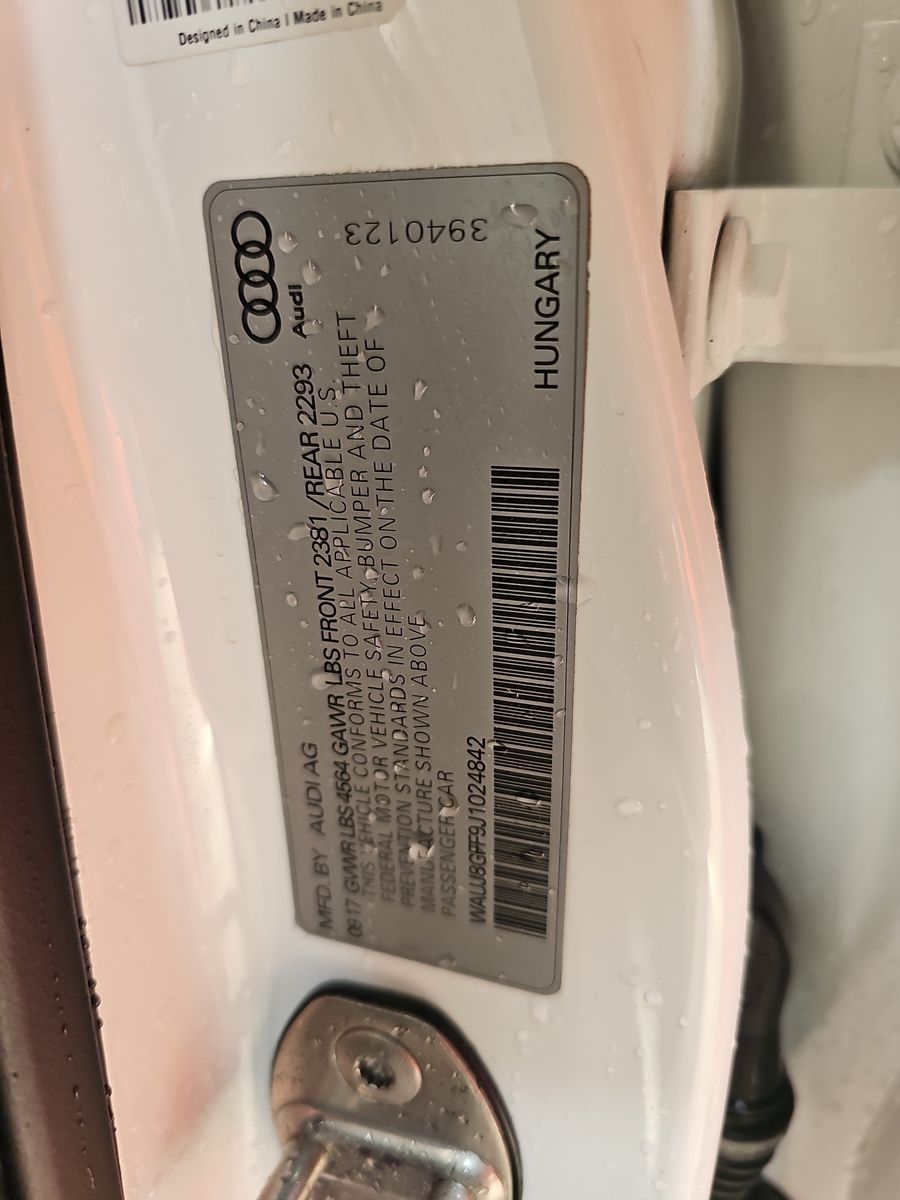 Designed in China I Made in China
Audi
3940123
HUNGARY
MFD. BY AUDI AG
0917 GVWR LBS 4564 GAWR LBS FRONT 2381 /REAR 2293
THIS VEHICLE CONFORMS TO ALL APPLICABLE U.S.
FEDERAL MOTOR VEHICLE SAFETY, BUMPER AND THEFT
PREVENTION STANDARDS IN EFFECT ON THE DATE OF
MANUFACTURE SHOWN ABOVE
PASSENGER CAR
WAUJ8GFF9J1024842